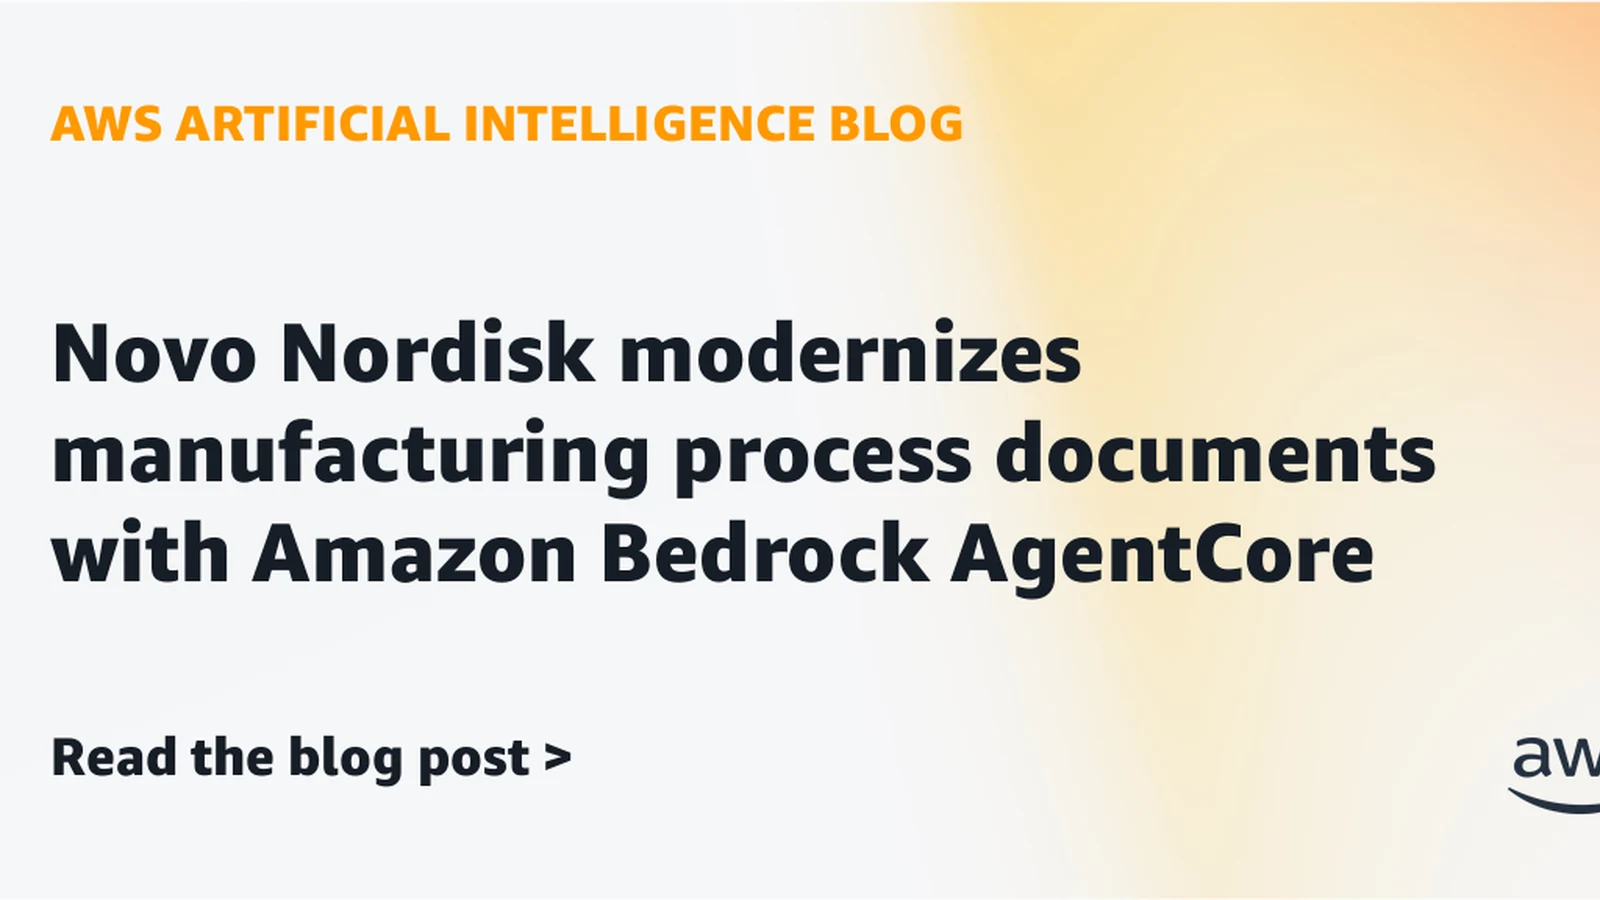 AWS ARTIFICIAL INTELLIGENCE BLOG
Novo Nordisk modernizes
manufacturing process documents
with Amazon Bedrock AgentCore
Read the blog post >
aw